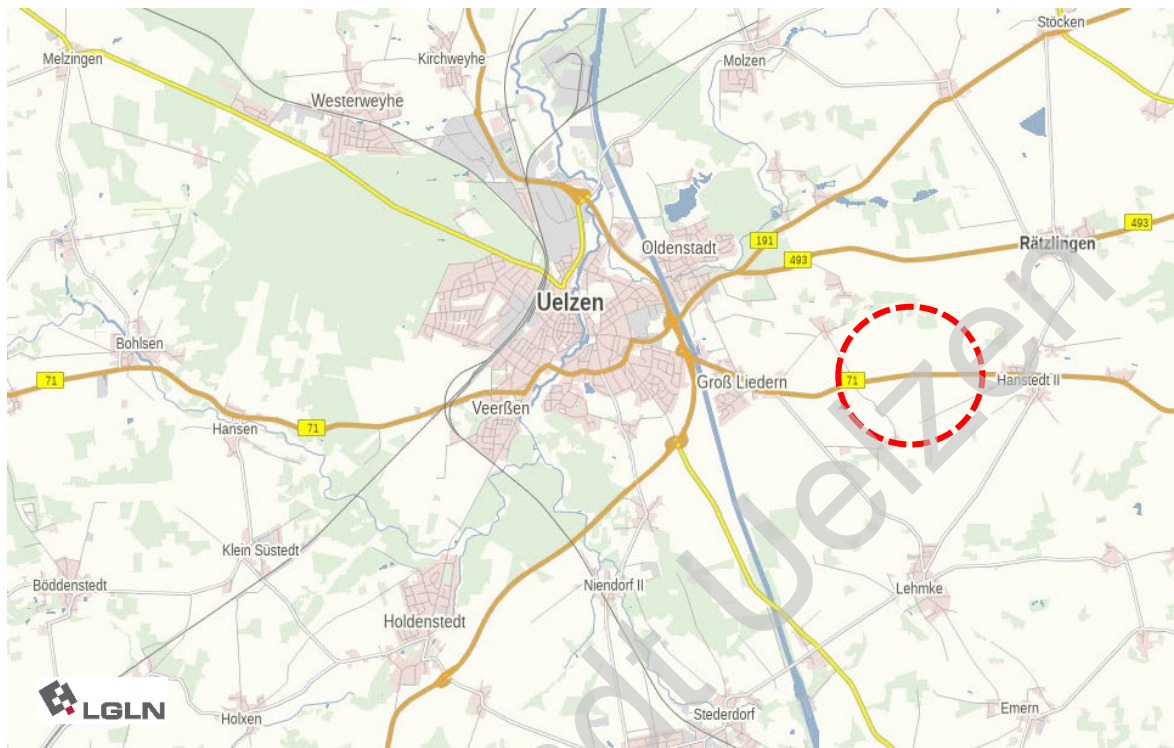 Stöcken
Melzingen
Kirchweyhe
Molzen
Westerweyhe
493
191
Oldenstadt
Rätzlingen
493
Uelzen
Bohlsen
71
71
Hanstedt II
Groß Liedern
Veerßen
71
Hansen
Klein Süstedt
Böddenstedt
Niendorf II
Lehmke
Holdenstedt
LGLN
Holxen
Stederdorf
Emern
dt Uelzen